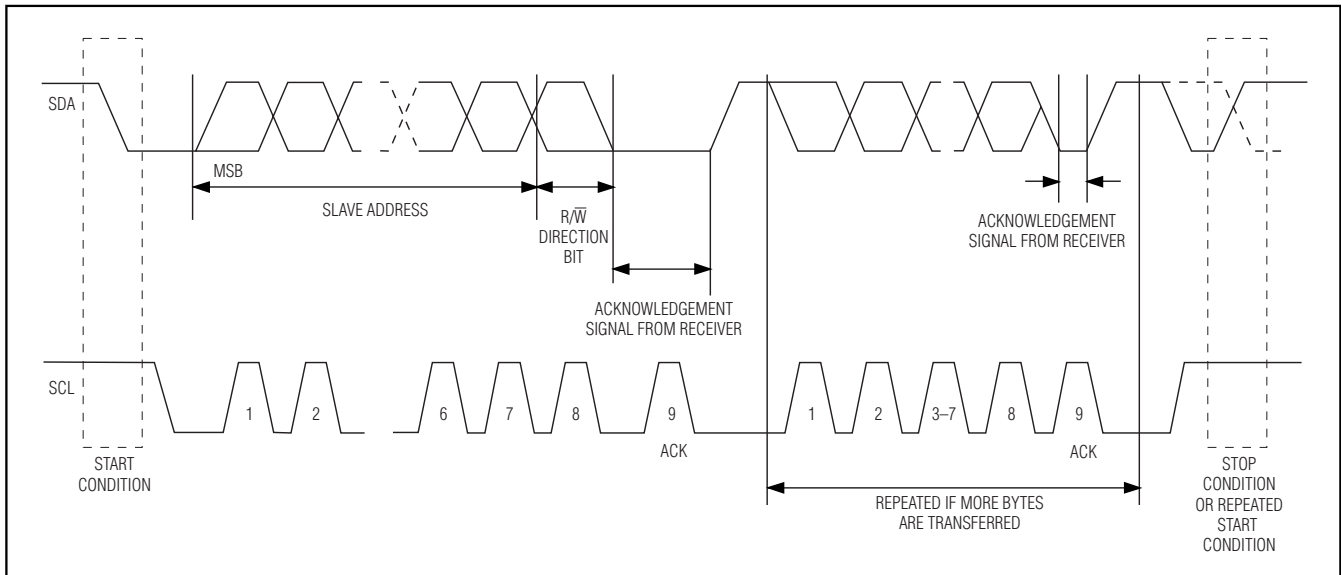 SDA
MSB
SLAVE ADDRESS
R/W̅
DIRECTION
BIT
ACKNOWLEDGEMENT
SIGNAL FROM RECEIVER
ACKNOWLEDGEMENT
SIGNAL FROM RECEIVER
SCL
1 2 6 7 8 9 1 2 3–7 8 9
ACK ACK
START
CONDITION
REPEATED IF MORE BYTES
ARE TRANSFERRED
STOP
CONDITION
OR REPEATED
START
CONDITION